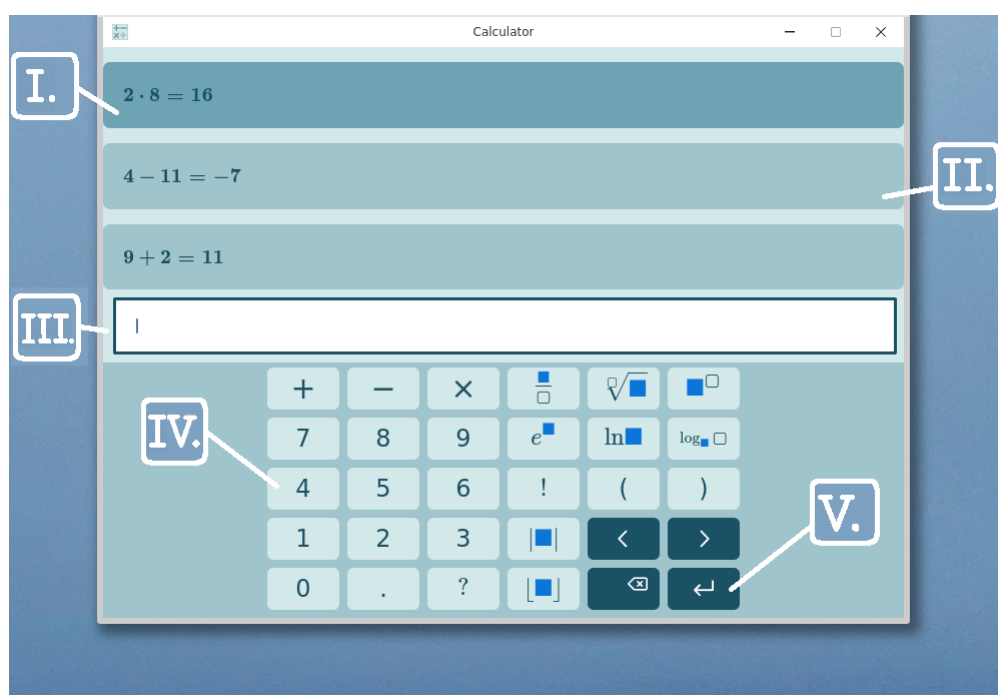 Calculator
I.
2 · 8 = 16
II.
4 − 11 = −7
9 + 2 = 11
III.
+ − ×
IV.
7 8 9 e ln log
4 5 6 ! ( )
V.
1 2 3 | | < >
0 . ? ⌊ ⌋